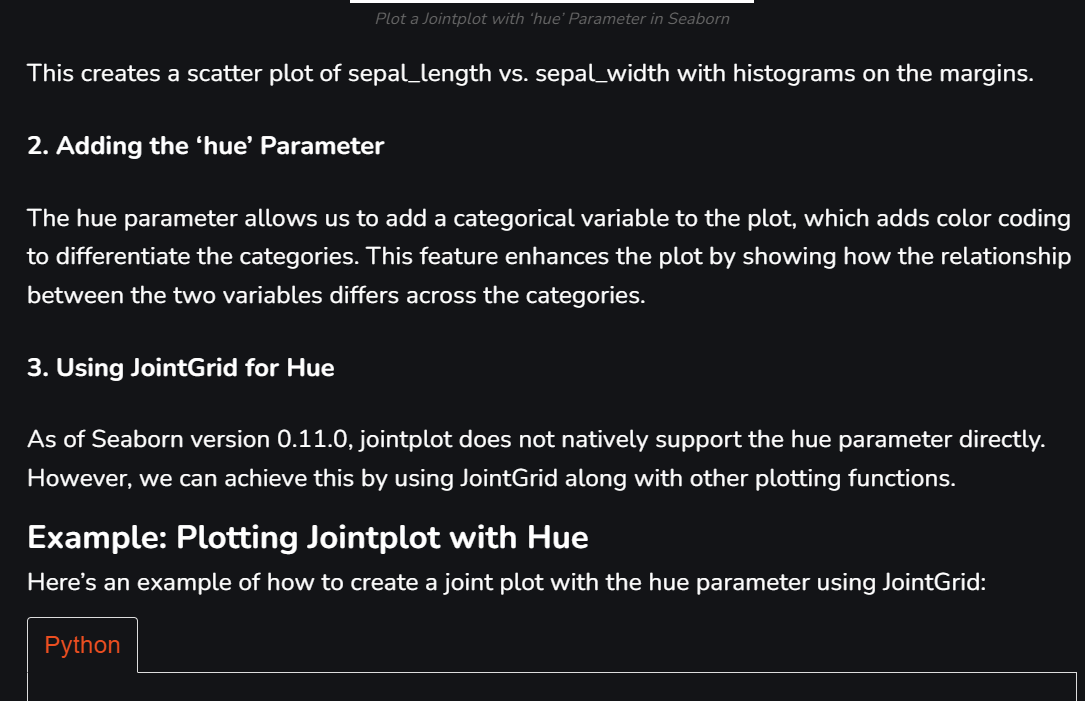 Plot a Jointplot with ‘hue’ Parameter in Seaborn
This creates a scatter plot of sepal_length vs. sepal_width with histograms on the margins.
2. Adding the ‘hue’ Parameter
The hue parameter allows us to add a categorical variable to the plot, which adds color coding
to differentiate the categories. This feature enhances the plot by showing how the relationship
between the two variables differs across the categories.
3. Using JointGrid for Hue
As of Seaborn version 0.11.0, jointplot does not natively support the hue parameter directly.
However, we can achieve this by using JointGrid along with other plotting functions.
Example: Plotting Jointplot with Hue
Here’s an example of how to create a joint plot with the hue parameter using JointGrid:
Python